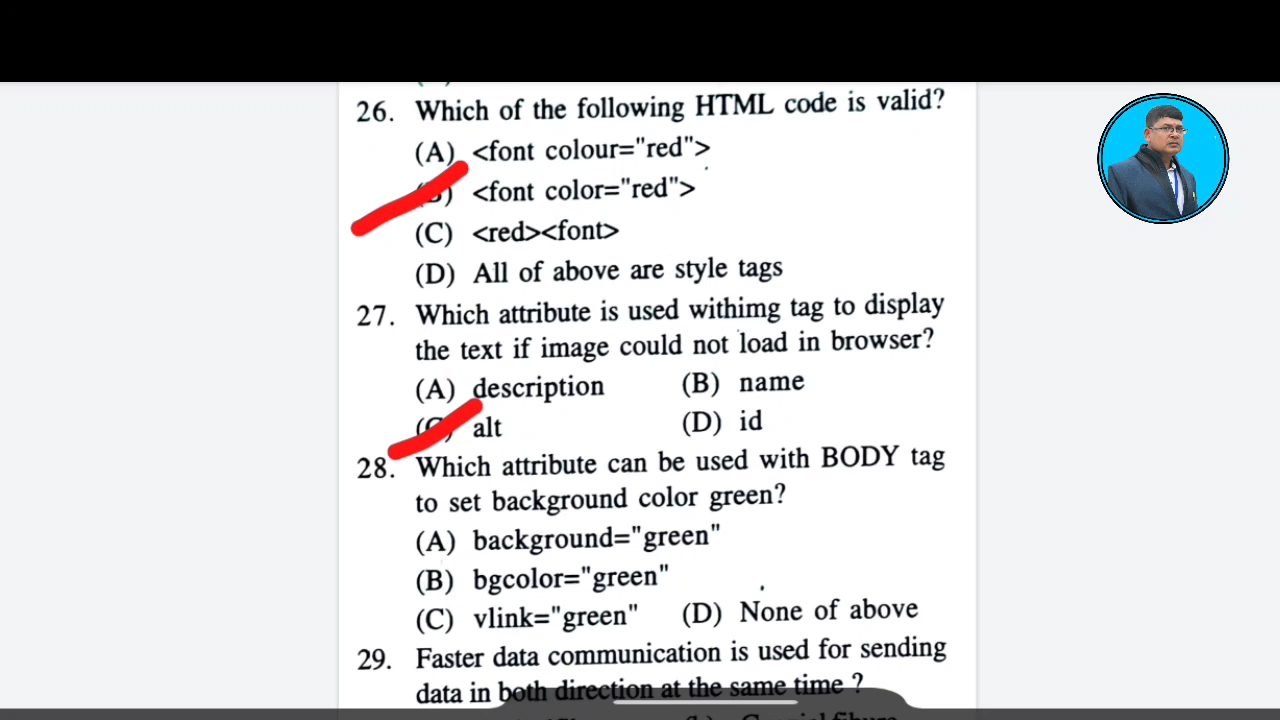 26. Which of the following HTML code is valid?
(A) <font colour="red">
<font color="red">
(C) <red><font>
(D) All of above are style tags
27. Which attribute is used withimg tag to display
the text if image could not load in browser?
(A) description (B) name
alt (D) id
28. Which attribute can be used with BODY tag
to set background color green?
(A) background="green"
(B) bgcolor="green"
(C) vlink="green" (D) None of above
29. Faster data communication is used for sending
data in both direction at the same time ?